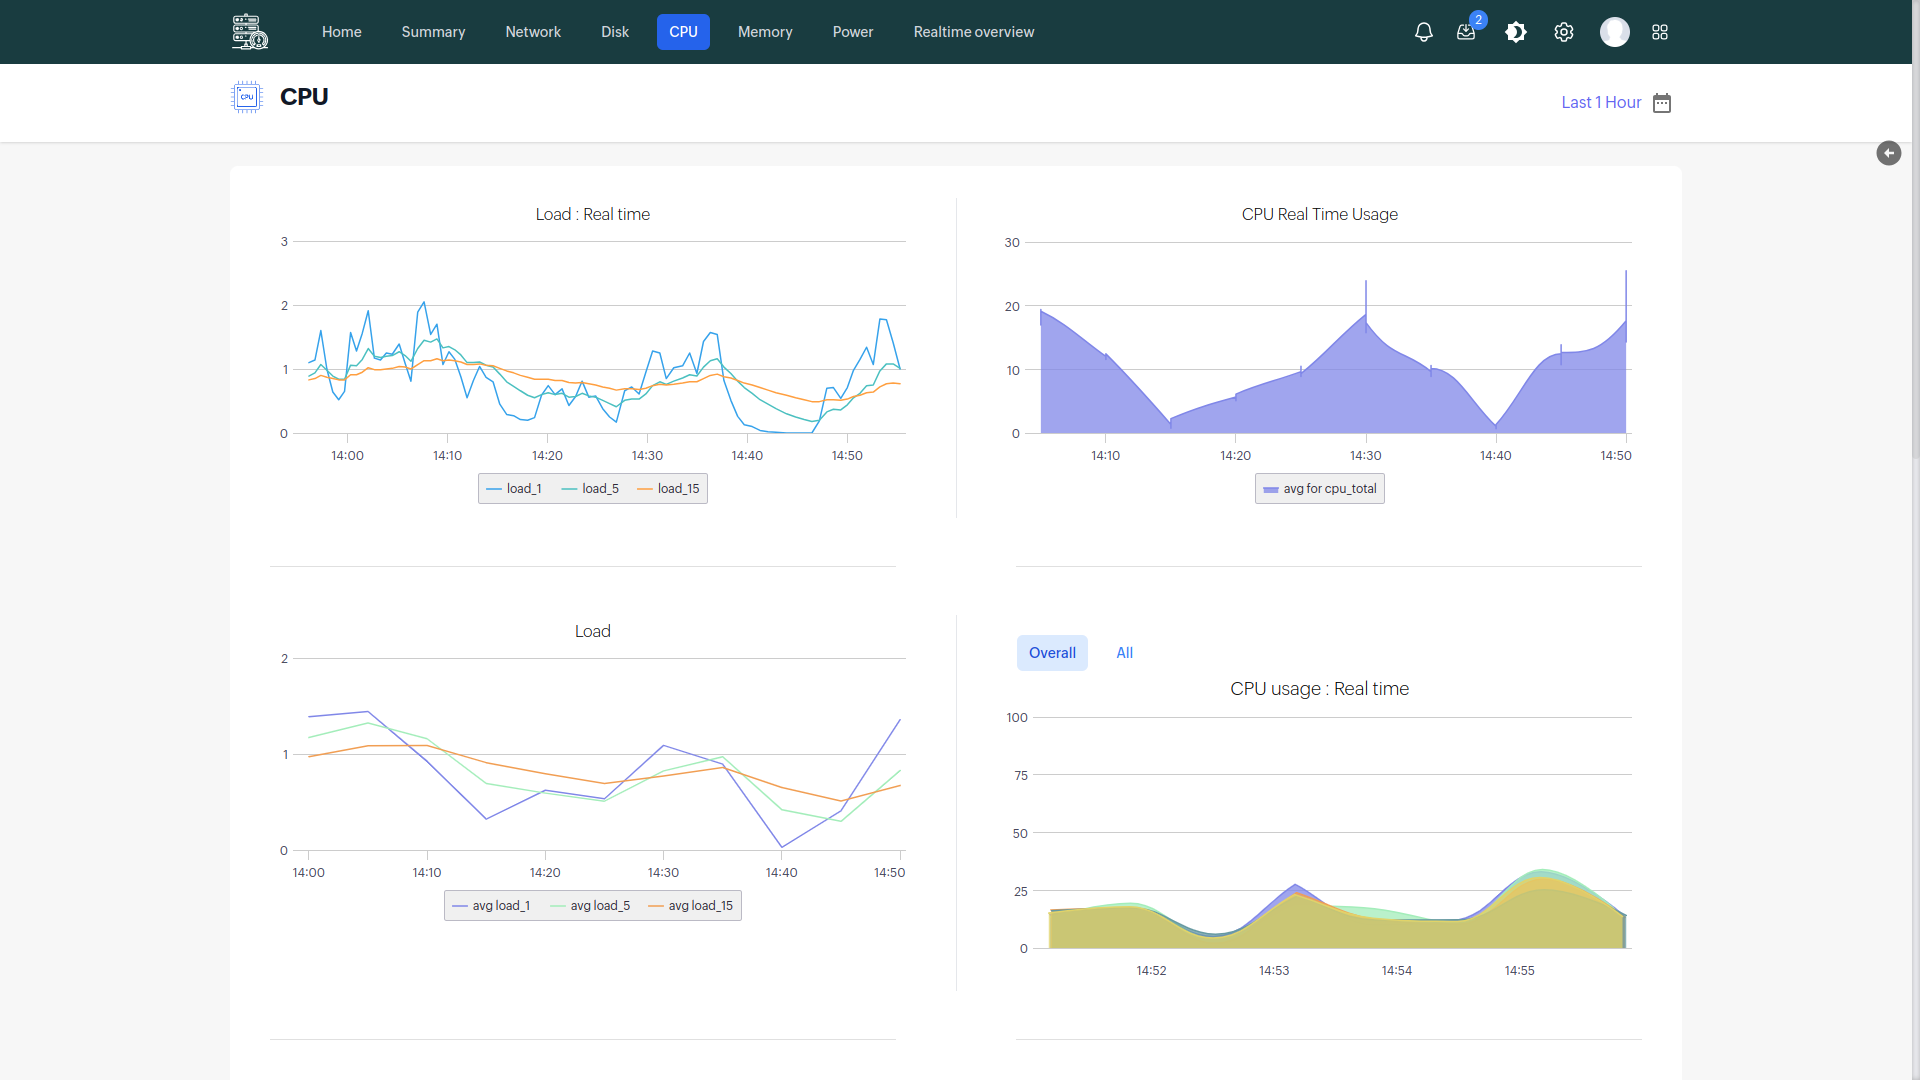 Home Summary Network Disk CPU Memory Power Realtime overview 2
CPU
CPU
Last 1 Hour
Load : Real time
3
2
1
0
14:00 14:10 14:20 14:30 14:40 14:50
load_1 load_5 load_15
CPU Real Time Usage
30
20
10
0
14:10 14:20 14:30 14:40 14:50
avg for cpu_total
Load
2
1
0
14:00 14:10 14:20 14:30 14:40 14:50
avg load_1 avg load_5 avg load_15
Overall All
CPU usage : Real time
100
75
50
25
0
14:52 14:53 14:54 14:55